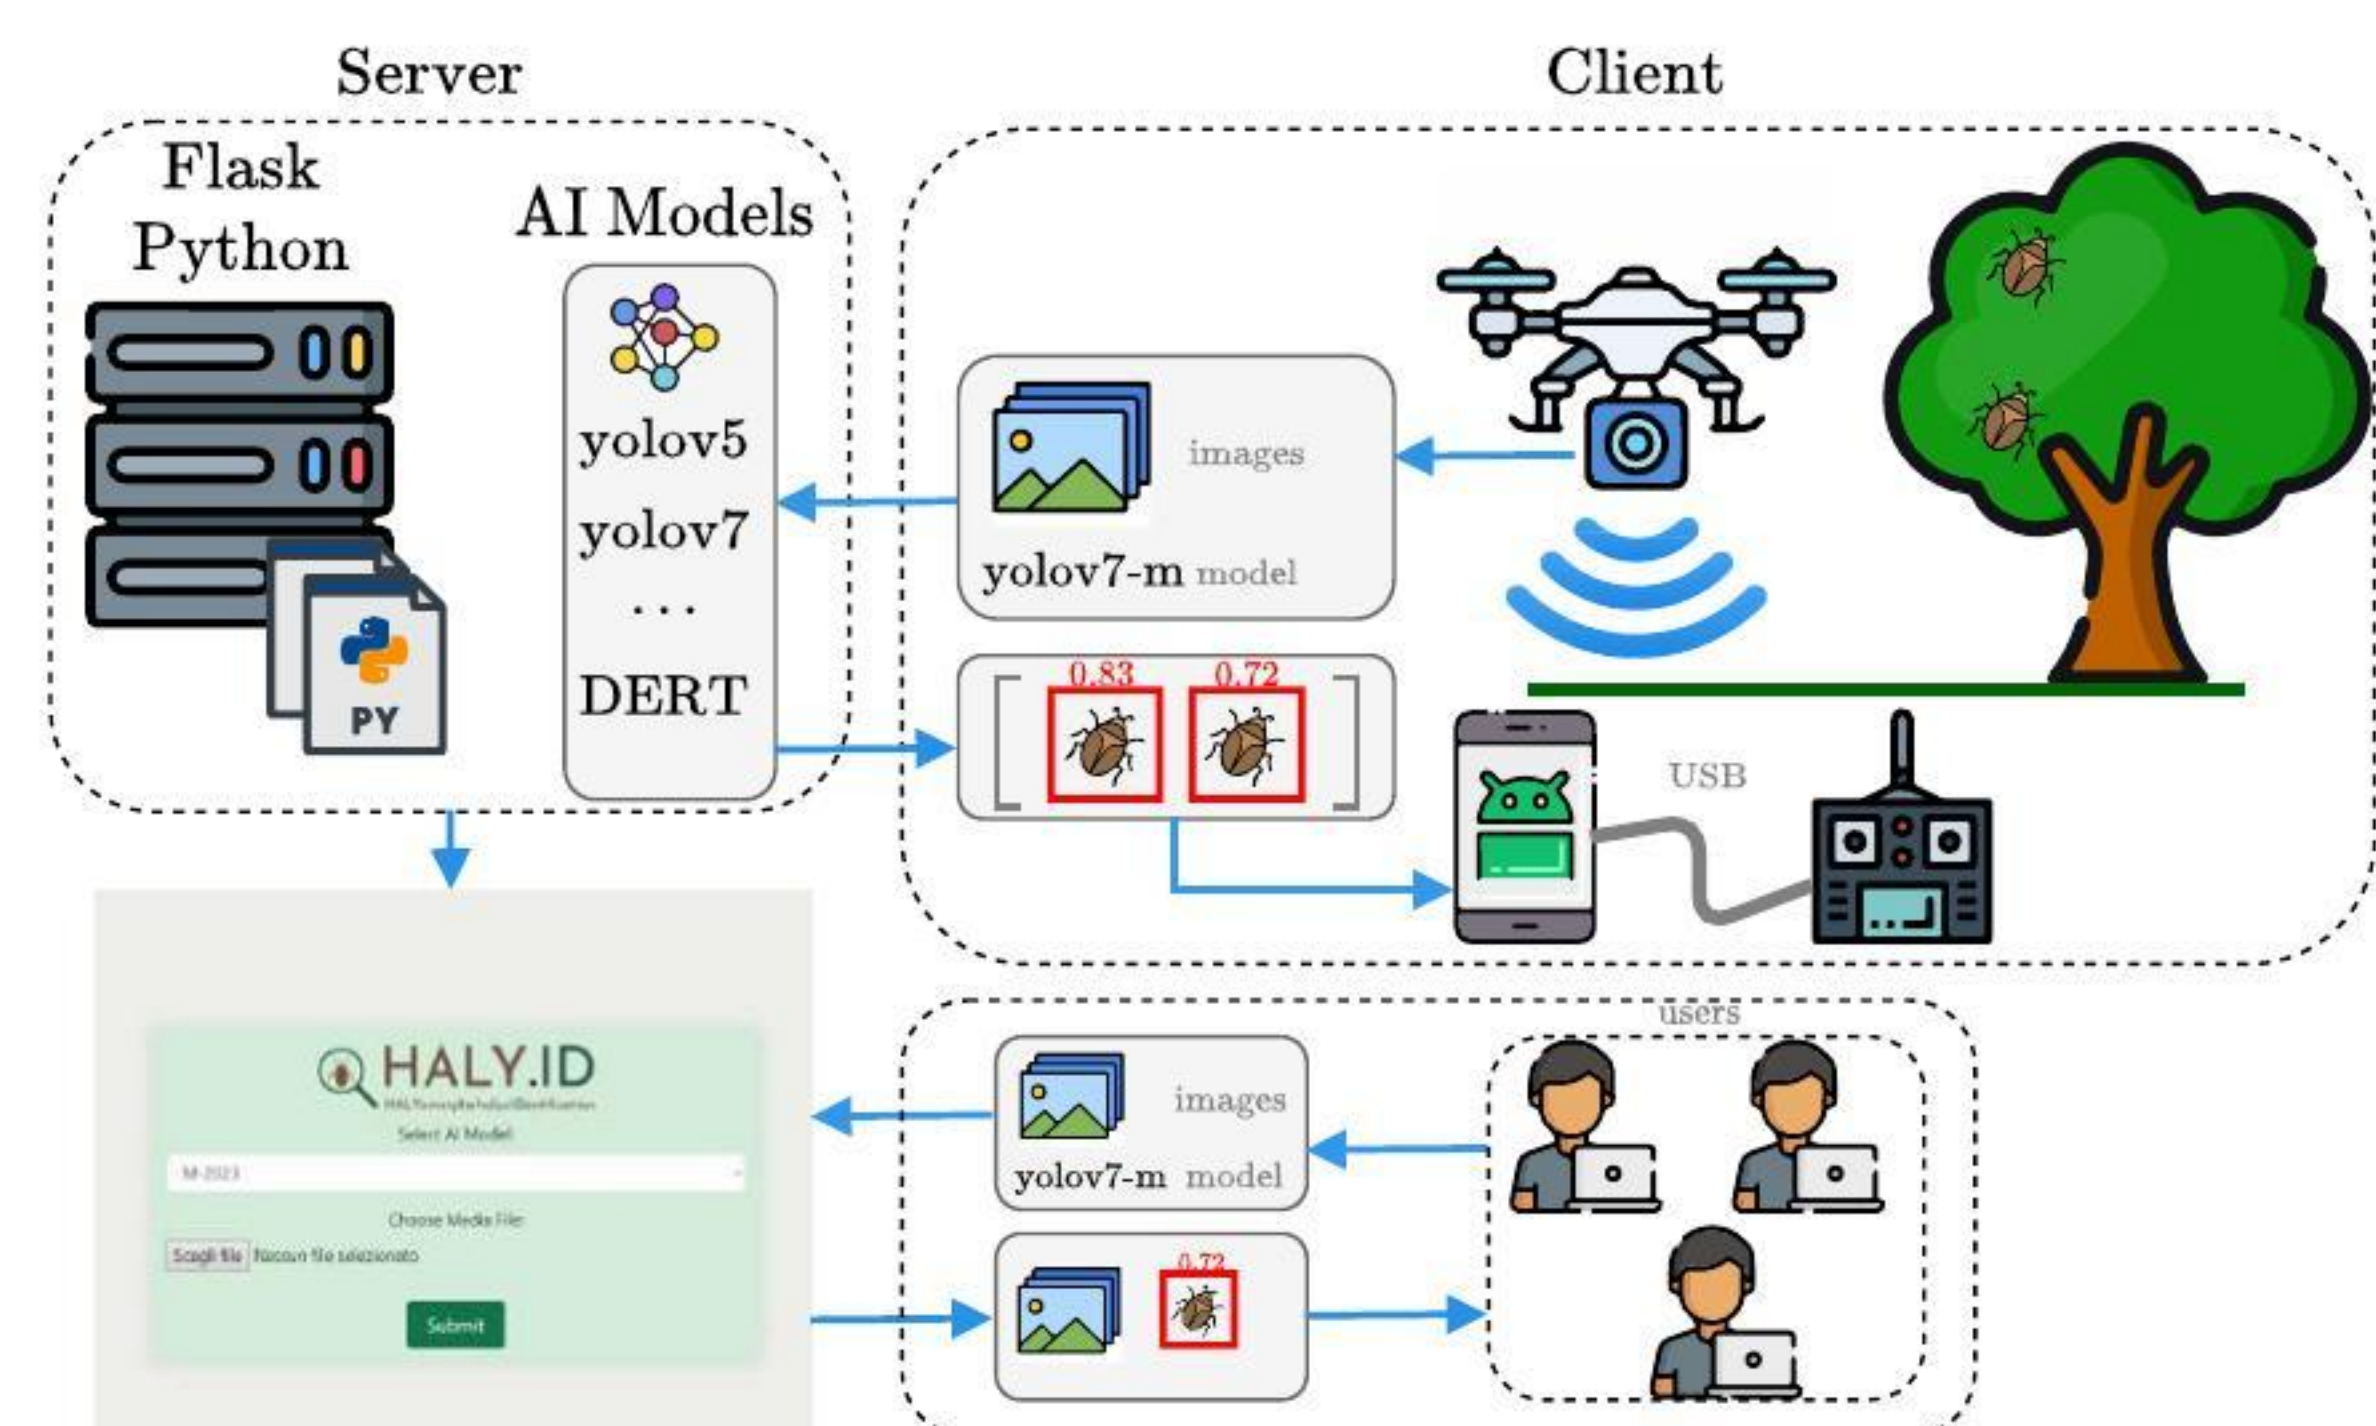 Server
Client
Flask
Python
AI Models
yolov5
yolov7
...
DERT
PY
images
yolov7-m model
0.83 0.72
USB
HALY.ID
Select AI Model:
M-2023
Choose Media File:
Scegli file Nessun file selezionato
Submit
users
images
yolov7-m model
0.72